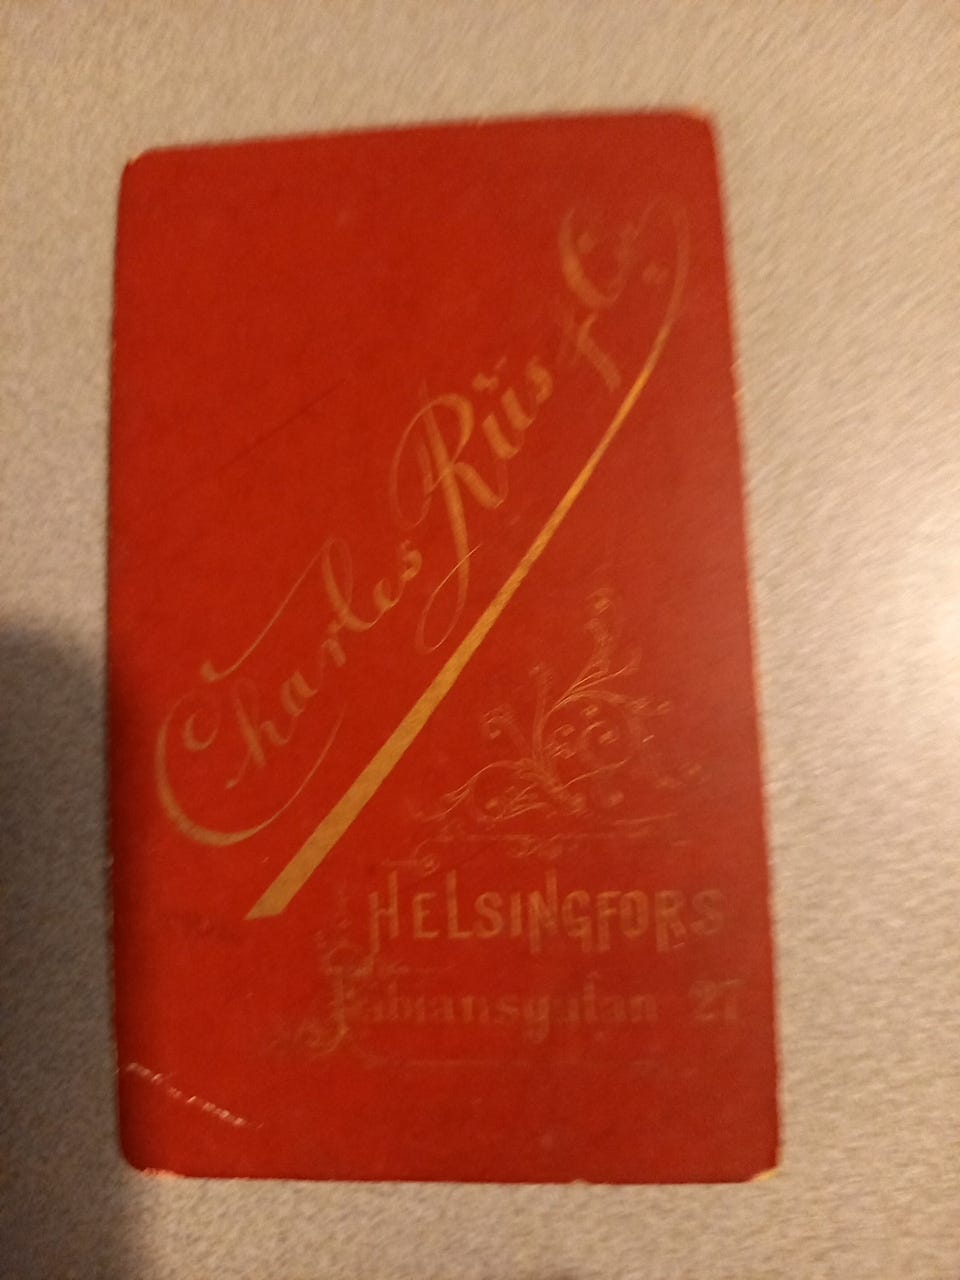 Charles Riis & Co.
HELSINGFORS
Fabiansgatan 27